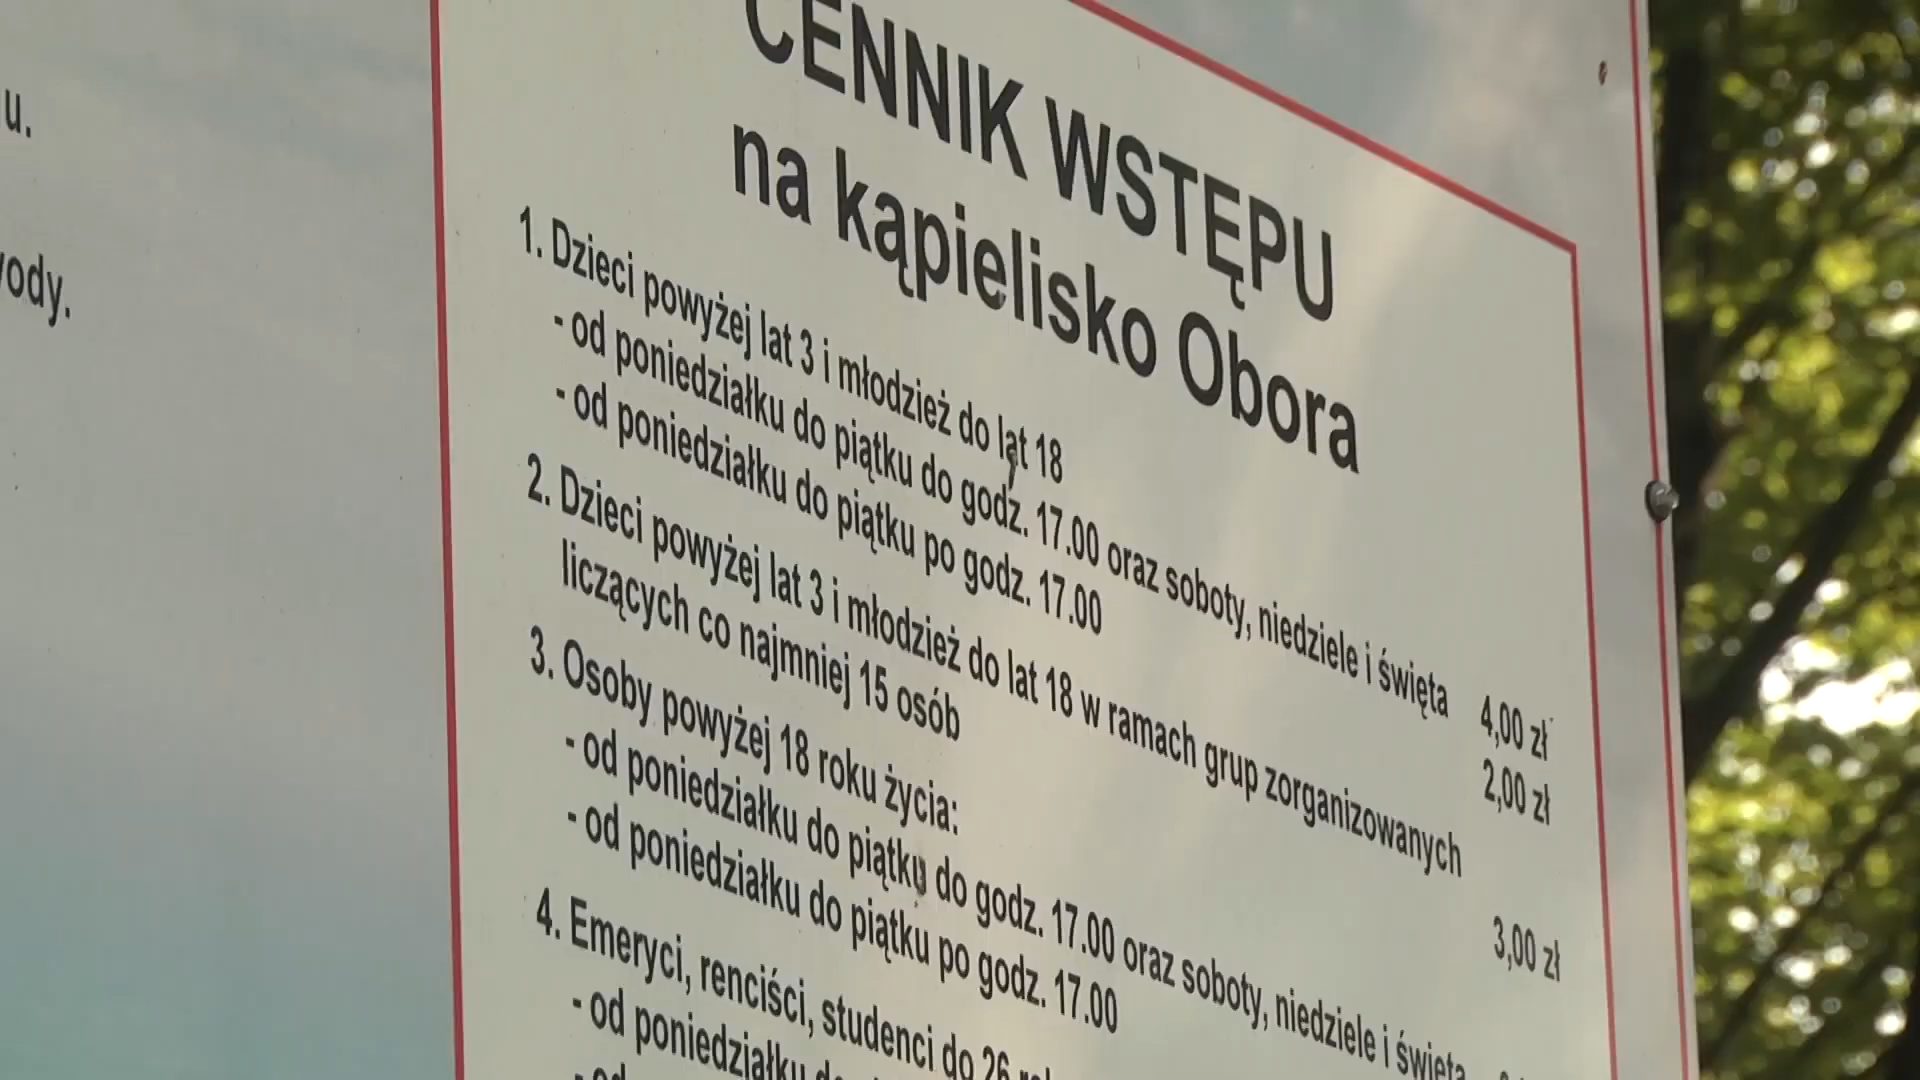 u.
ody.
CENNIK WSTĘPU
na kąpielisko Obora
1. Dzieci powyżej lat 3 i młodzież do lat 18
- od poniedziałku do piątku do godz. 17.00 oraz soboty, niedziele i święta 4,00 zł
- od poniedziałku do piątku po godz. 17.00 2,00 zł
2. Dzieci powyżej lat 3 i młodzież do lat 18 w ramach grup zorganizowanych
liczących co najmniej 15 osób 3,00 zł
3. Osoby powyżej 18 roku życia:
- od poniedziałku do piątku do godz. 17.00 oraz soboty, niedziele i święta
- od poniedziałku do piątku po godz. 17.00
4. Emeryci, renciści, studenci do 26
- od poniedziałku
- od